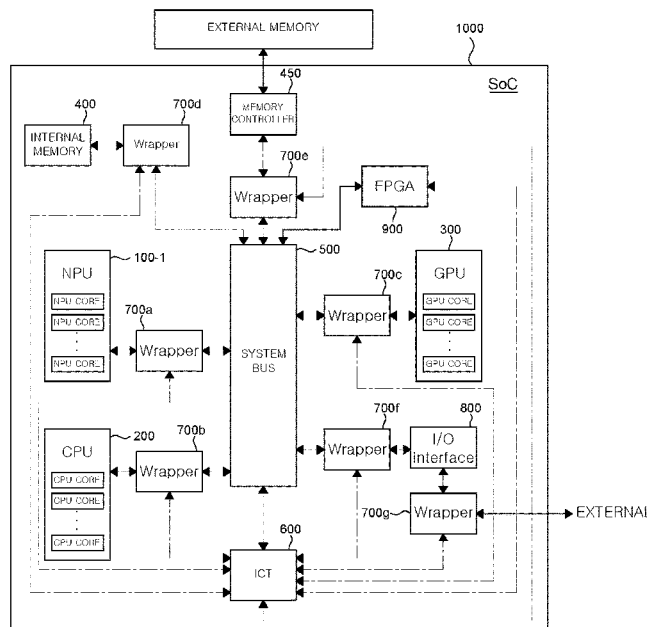 EXTERNAL MEMORY
1000
SoC
450
MEMORY
CONTROLLER
400
INTERNAL
MEMORY
700d
Wrapper
700e
Wrapper
FPGA
900
500
SYSTEM
BUS
NPU
100-1
NPU CORE
NPU CORE
NPU CORE
700a
Wrapper
700c
Wrapper
300
GPU
GPU CORE
GPU CORE
GPU CORE
CPU
200
CPU CORE
CPU CORE
CPU CORE
700b
Wrapper
700f
Wrapper
800
I/O
interface
700g
Wrapper
EXTERNAL
600
ICT